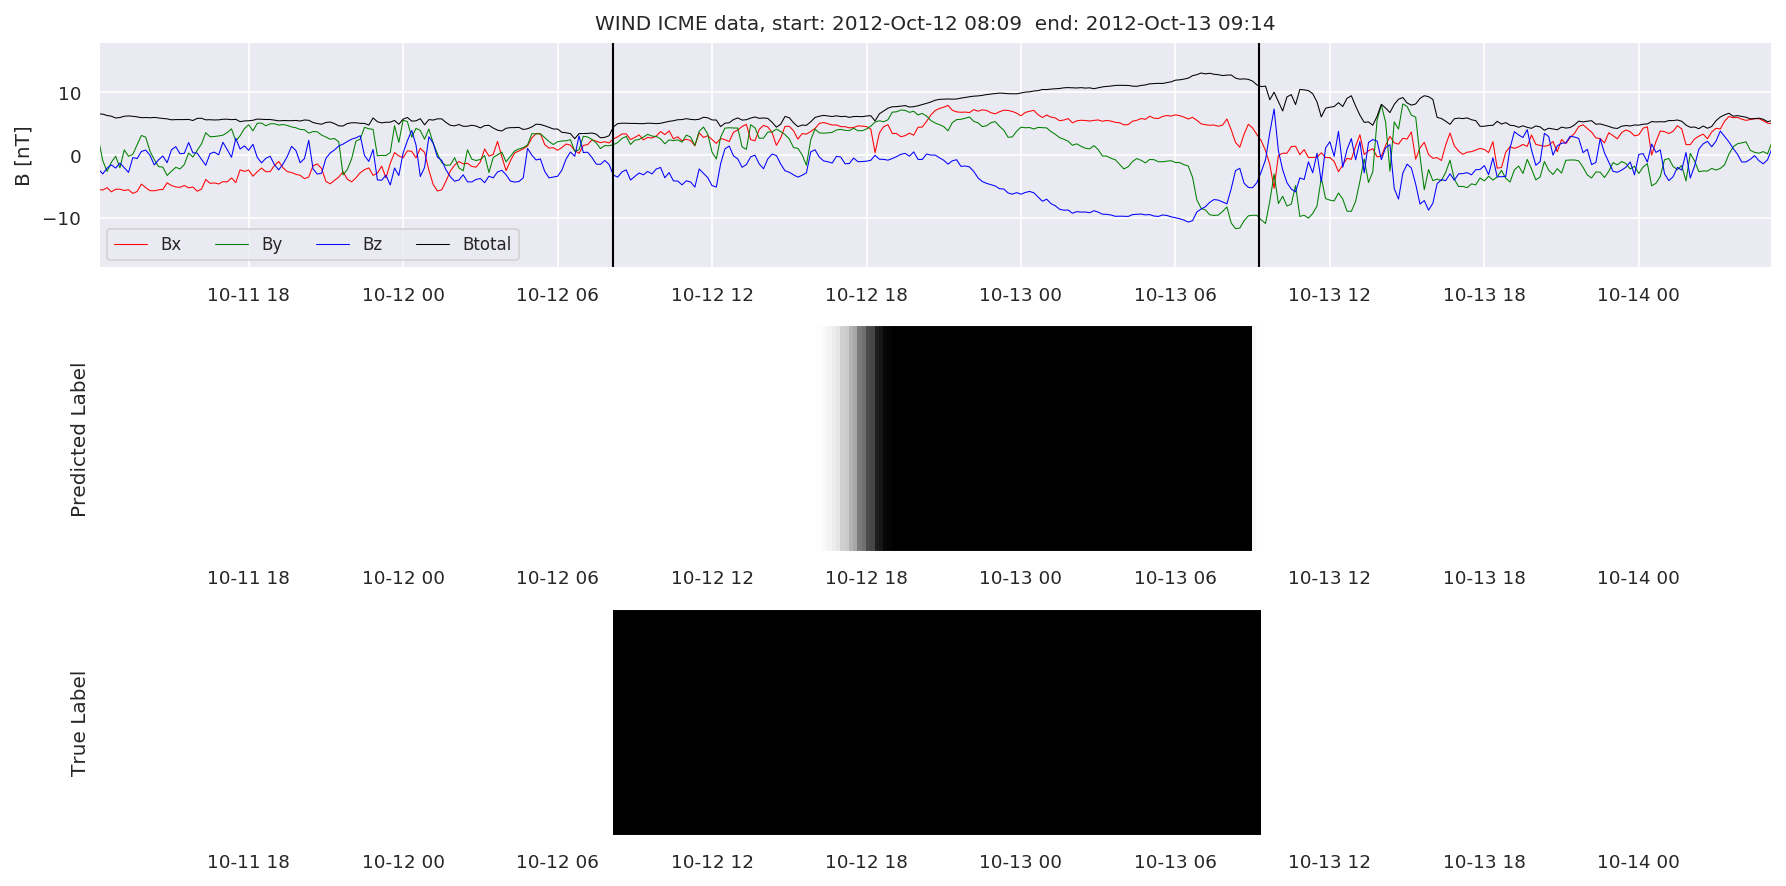 WIND ICME data, start: 2012-Oct-12 08:09  end: 2012-Oct-13 09:14
B [nT]
10
0
−10
Bx By Bz Btotal
10-11 18 10-12 00 10-12 06 10-12 12 10-12 18 10-13 00 10-13 06 10-13 12 10-13 18 10-14 00
Predicted Label
10-11 18 10-12 00 10-12 06 10-12 12 10-12 18 10-13 00 10-13 06 10-13 12 10-13 18 10-14 00
True Label
10-11 18 10-12 00 10-12 06 10-12 12 10-12 18 10-13 00 10-13 06 10-13 12 10-13 18 10-14 00